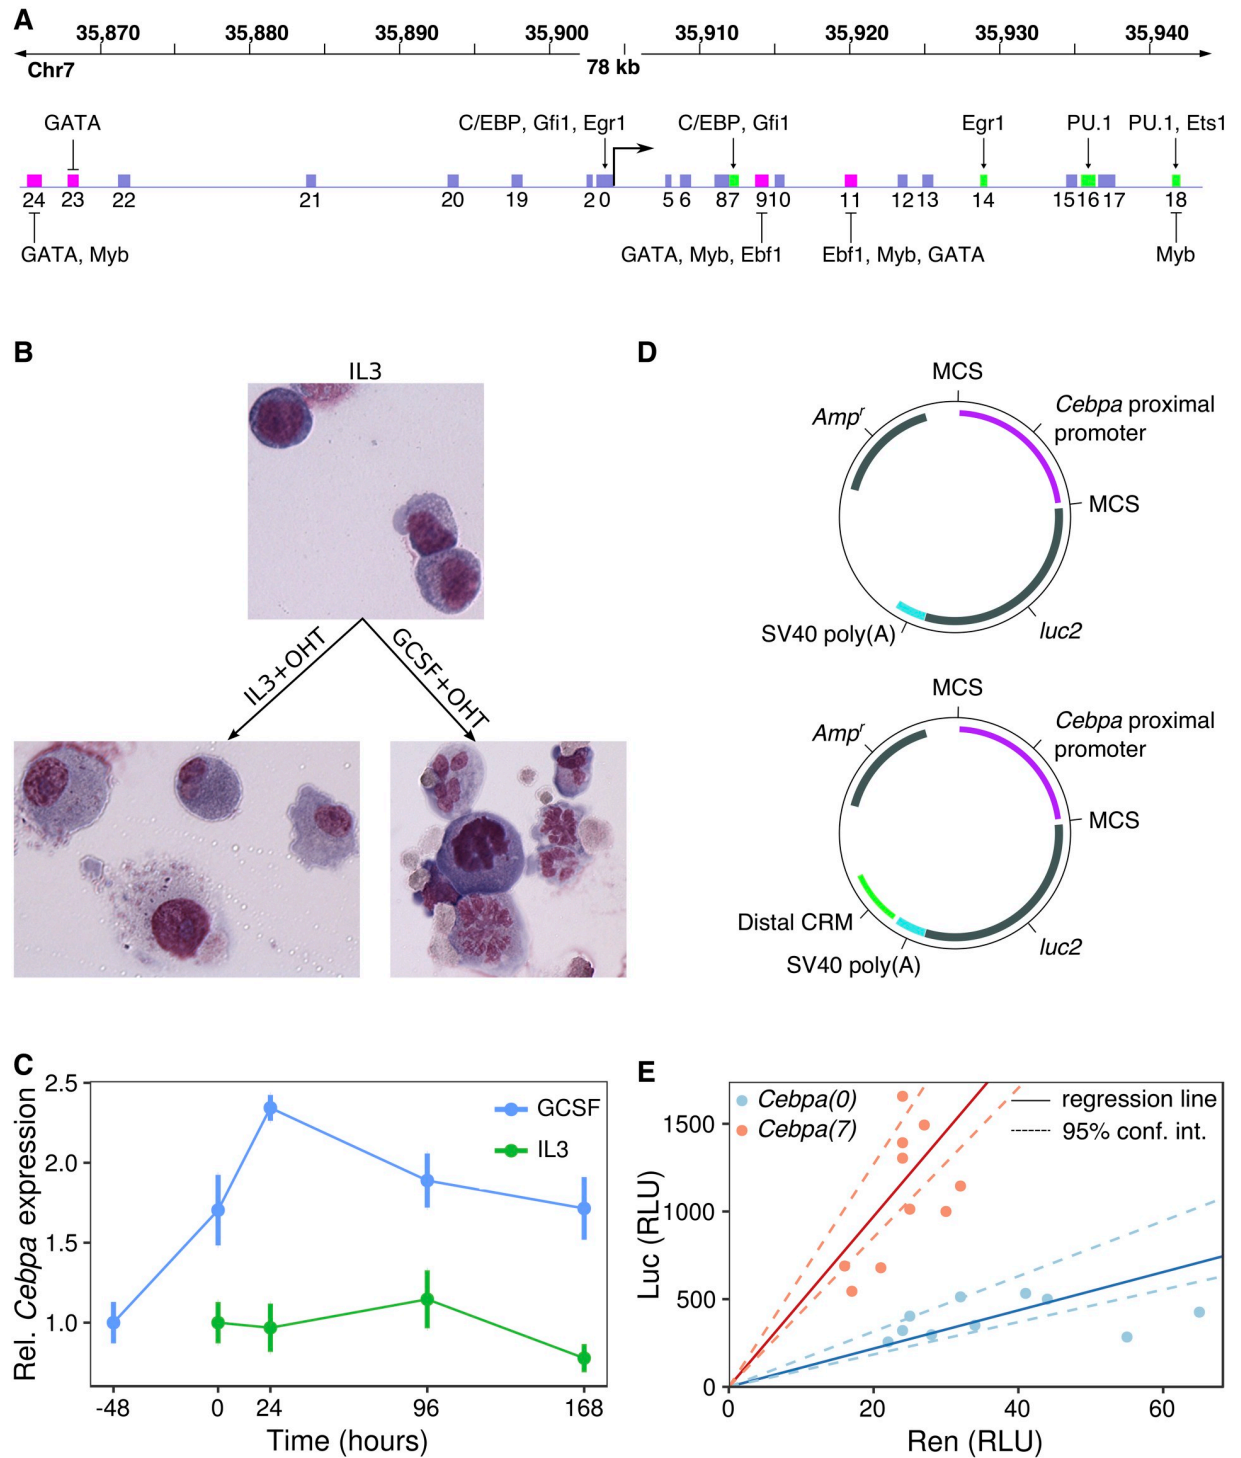 A
35,870 35,880 35,890 35,900 35,910 35,920 35,930 35,940
Chr7
78 kb
GATA
C/EBP, Gfi1, Egr1
C/EBP, Gfi1
Egr1
PU.1
PU.1, Ets1
24 23 22 21 20 19 2 0 5 6 8 7 9 10 11 12 13 14 15 16 17 18
GATA, Myb
GATA, Myb, Ebf1
Ebf1, Myb, GATA
Myb
B
IL3
IL3+OHT
GCSF+OHT
D
MCS
Amp^r
Cebpa proximal
promoter
MCS
SV40 poly(A)
luc2
MCS
Amp^r
Cebpa proximal
promoter
MCS
Distal CRM
SV40 poly(A)
luc2
C
Rel. Cebpa expression
2.5
2.0
1.5
1.0
GCSF
IL3
-48 0 24 96 168
Time (hours)
E
Luc (RLU)
1500
1000
500
0
Cebpa(0)
Cebpa(7)
regression line
95% conf. int.
0 20 40 60
Ren (RLU)